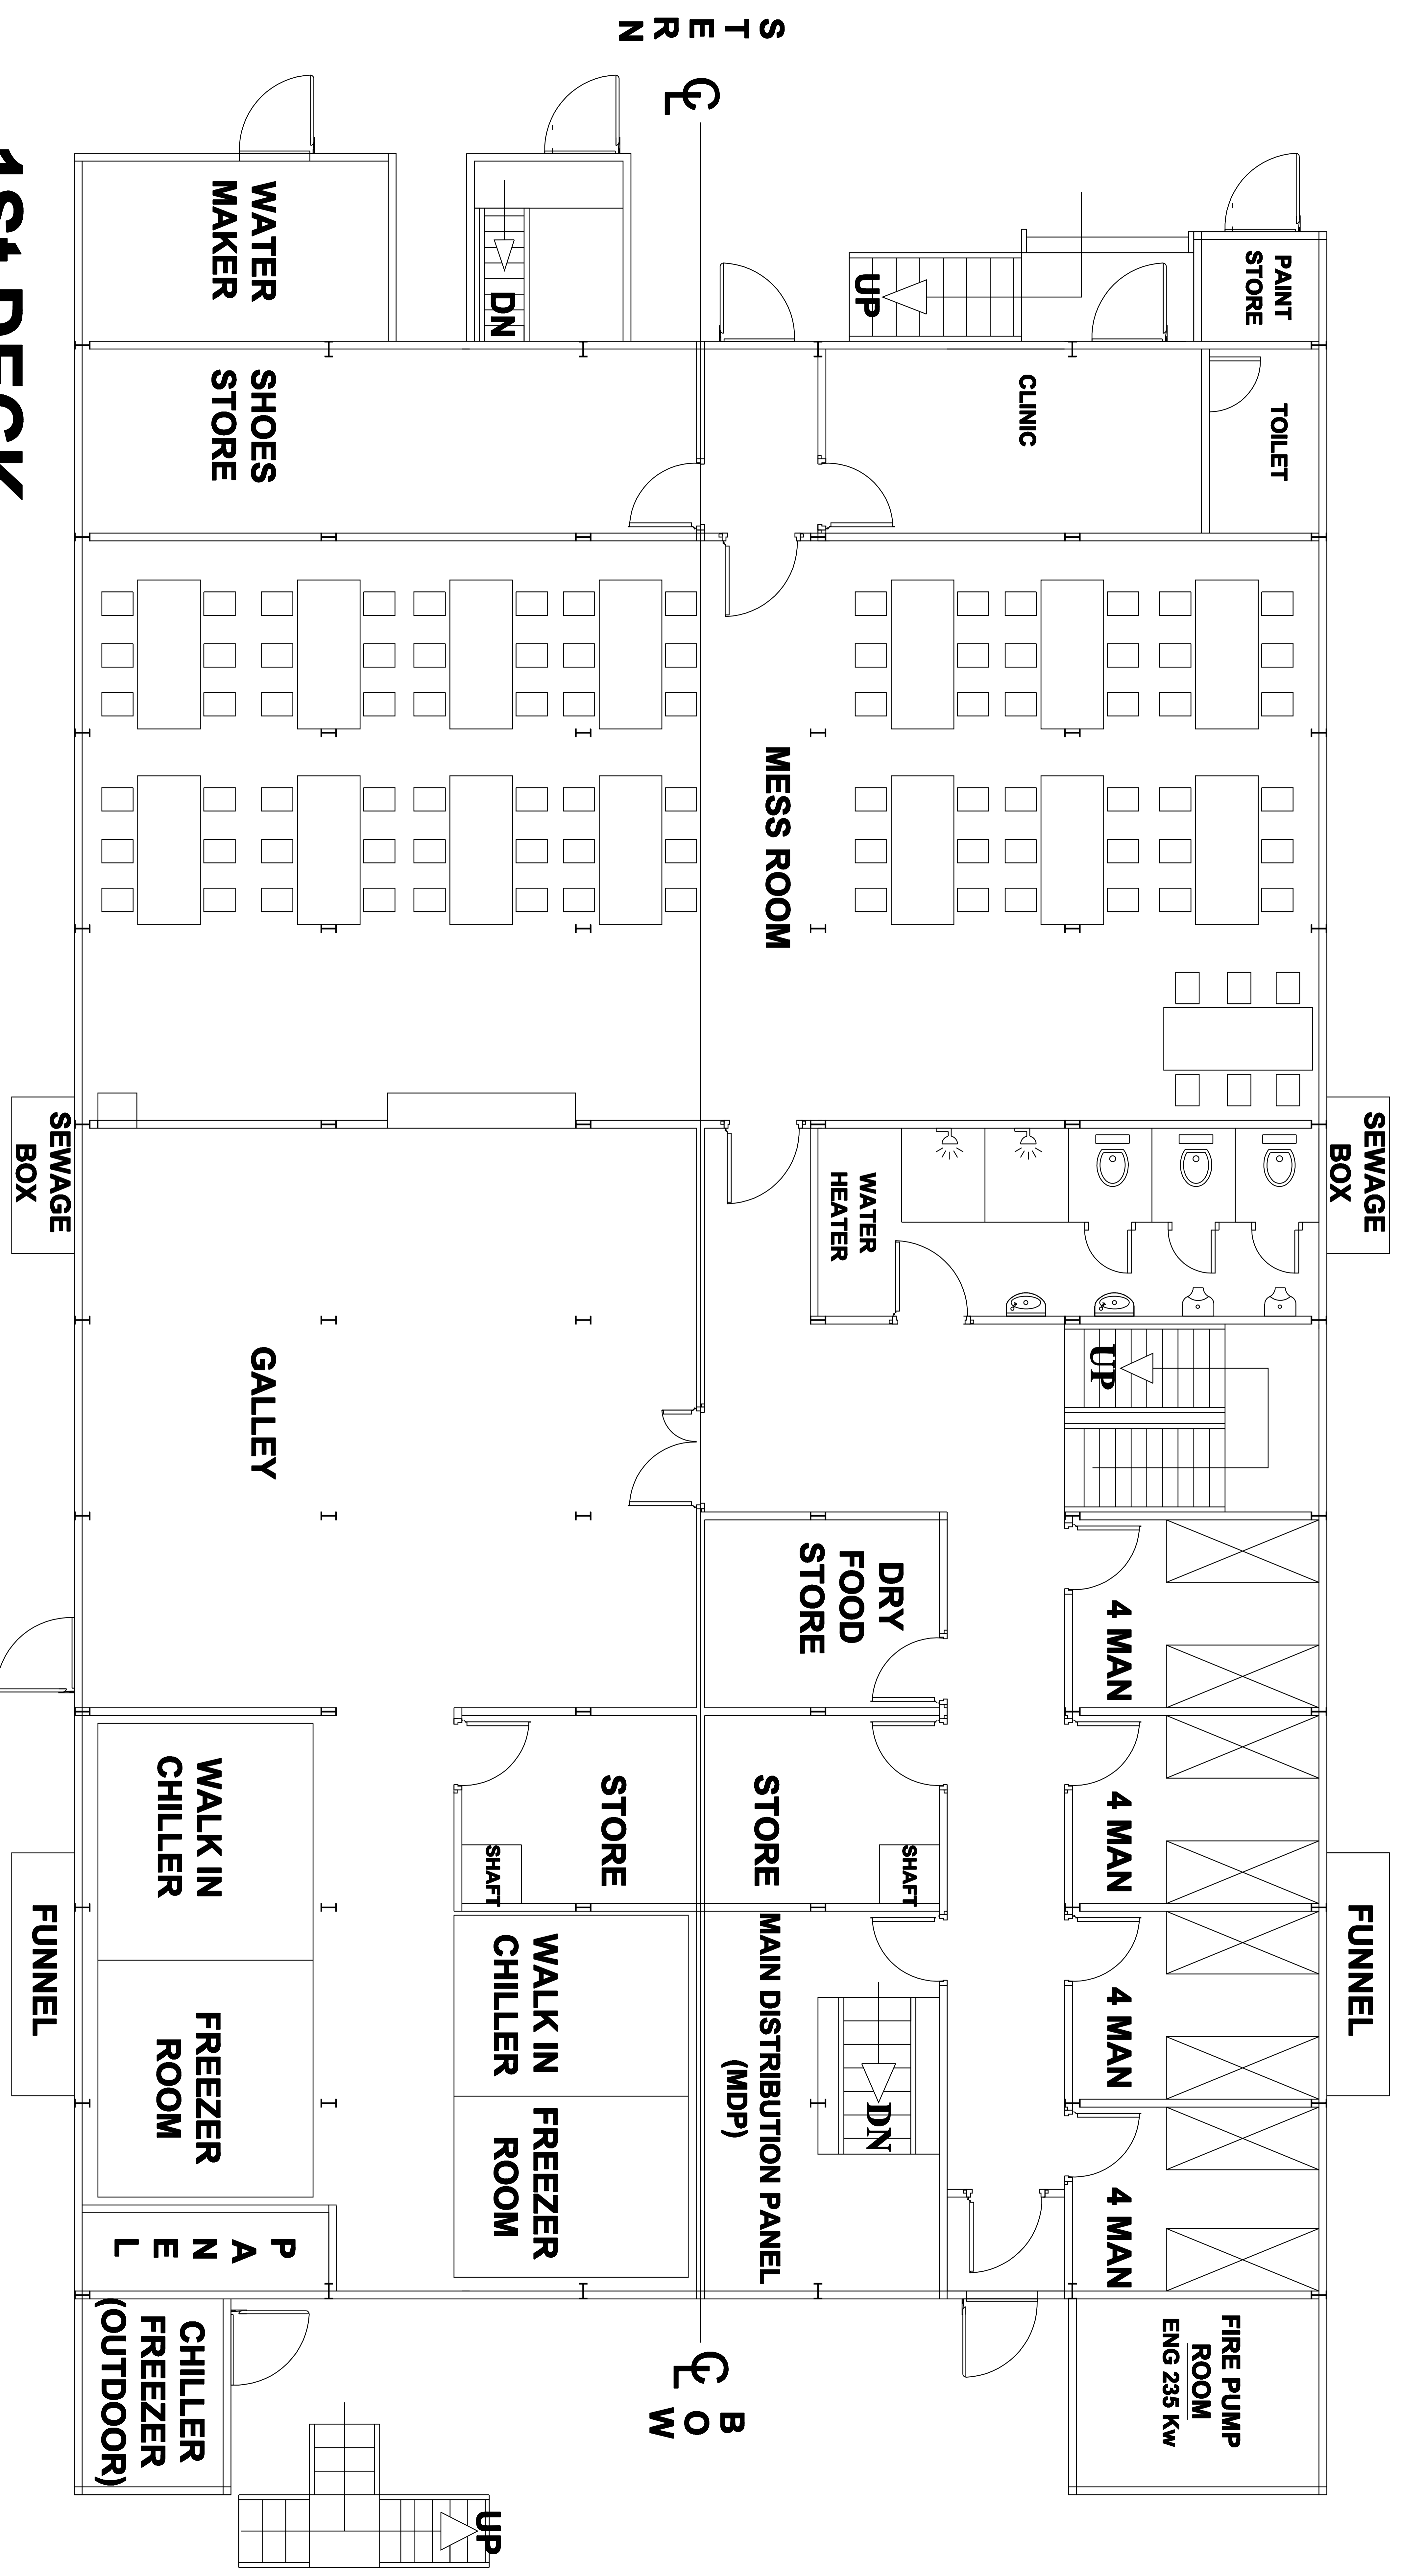 STERN
CL
WATER
MAKER
DN
UP
PAINT
STORE
SHOES
STORE
CLINIC
TOILET
MESS ROOM
SEWAGE
BOX
SEWAGE
BOX
WATER
HEATER
UP
GALLEY
DRY
FOOD
STORE
4 MAN
4 MAN
4 MAN
4 MAN
WALK IN
CHILLER
STORE
SHAFT
STORE
SHAFT
FUNNEL
FUNNEL
FREEZER
ROOM
WALK IN
CHILLER
FREEZER
ROOM
MAIN DISTRIBUTION PANEL
(MDP)
DN
PANEL
CHILLER
FREEZER
(OUTDOOR)
FIRE PUMP
ROOM
ENG 235 Kw
CL
BOW
UP
1St DECK